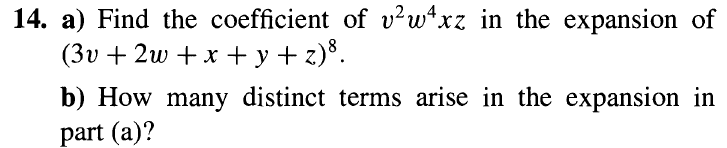 14. a) Find the coefficient of v²w⁴xz in the expansion of
(3v + 2w + x + y + z)⁸.
b) How many distinct terms arise in the expansion in
part (a)?